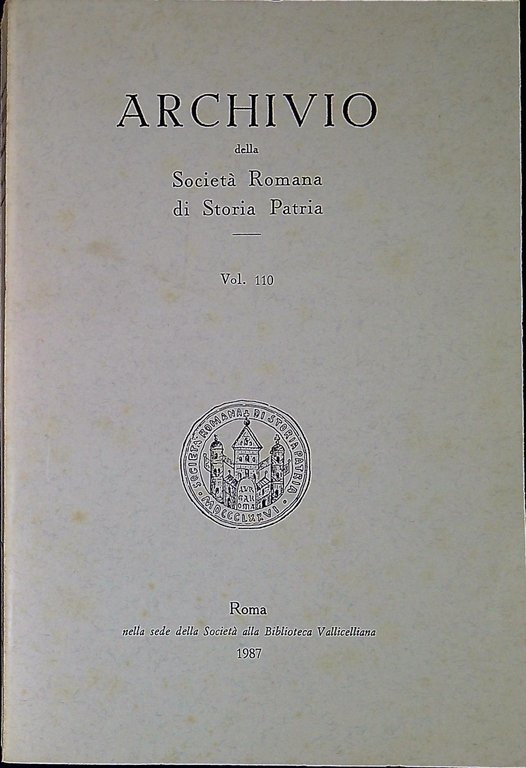 ARCHIVIO
della
Società Romana
di Storia Patria
Vol. 110
SOCIETÀ ROMANA DI STORIA PATRIA
MDCCCLXXVI
Roma
nella sede della Società alla Biblioteca Vallicelliana
1987